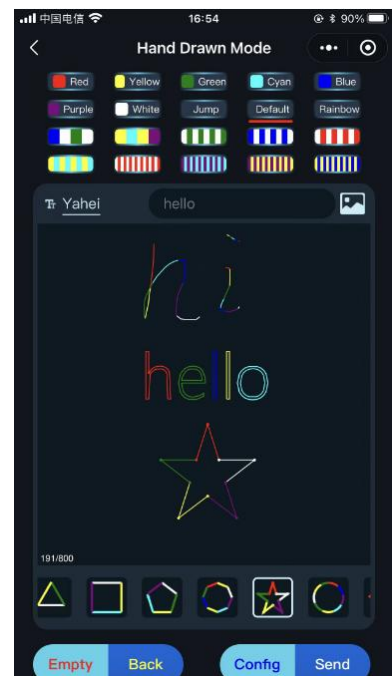 中国电信 16:54 90%
Hand Drawn Mode
Red Yellow Green Cyan Blue
Purple White Jump Default Rainbow
Tr Yahei hello
hi
hello
191/800
Empty Back Config Send